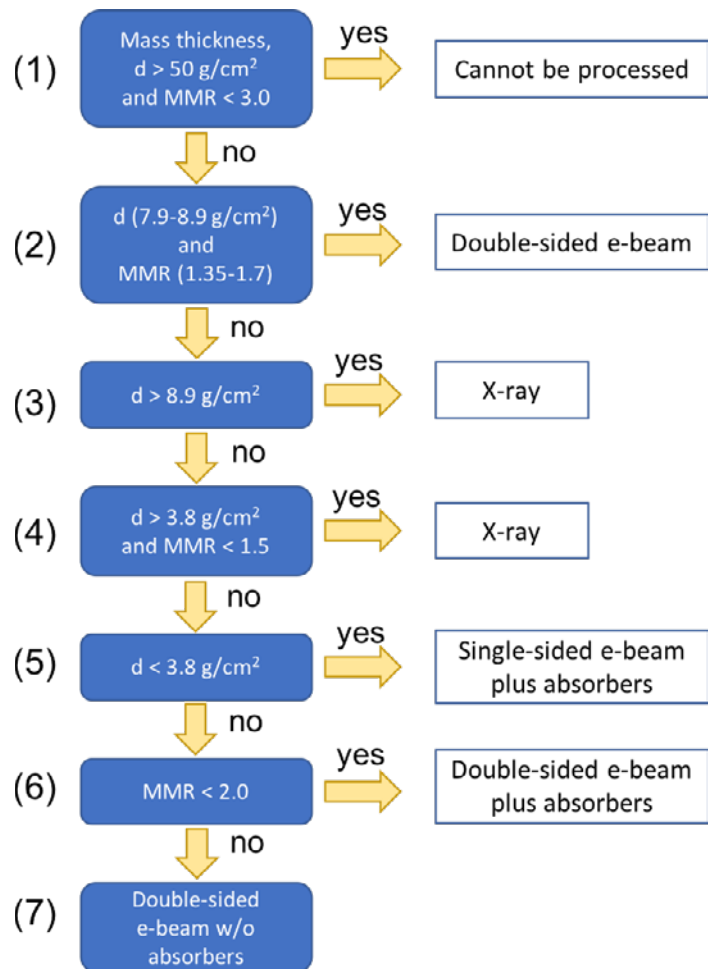 (1)
Mass thickness,
d > 50 g/cm²
and MMR < 3.0
yes
Cannot be processed
no
(2)
d (7.9-8.9 g/cm²)
and
MMR (1.35-1.7)
yes
Double-sided e-beam
no
(3)
d > 8.9 g/cm²
yes
X-ray
no
(4)
d > 3.8 g/cm²
and MMR < 1.5
yes
X-ray
no
(5)
d < 3.8 g/cm²
yes
Single-sided e-beam
plus absorbers
no
(6)
MMR < 2.0
yes
Double-sided e-beam
plus absorbers
no
(7)
Double-sided
e-beam w/o
absorbers